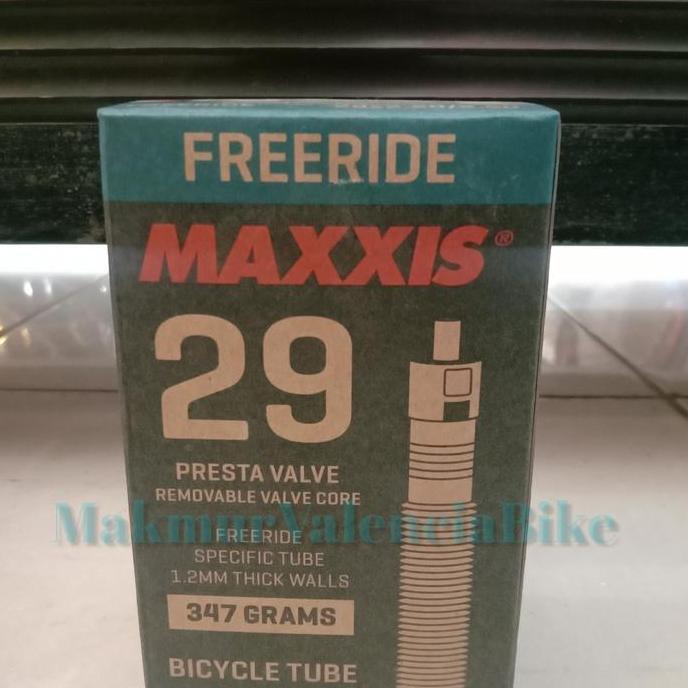 FREERIDE
MAXXIS®
29
PRESTA VALVE
REMOVABLE VALVE CORE
MakmurValenciaBike
FREERIDE
SPECIFIC TUBE
1.2MM THICK WALLS
347 GRAMS
BICYCLE TUBE